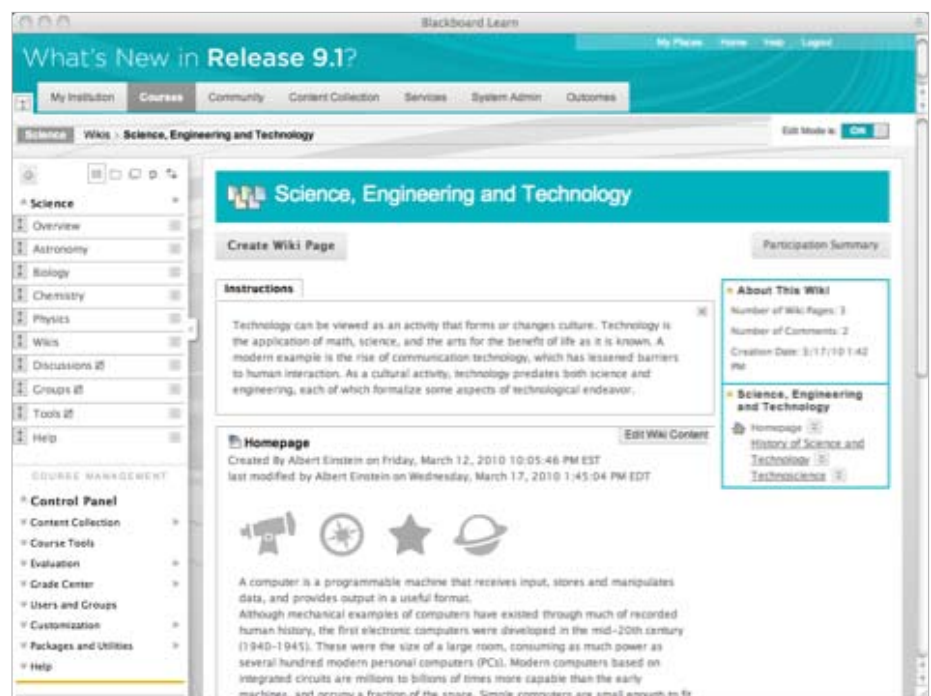 Blackboard Learn
My Places Home Help Logout
What's New in Release 9.1?
My Institution Courses Community Content Collection Services System Admin Outcomes
Science Wikis > Science, Engineering and Technology
Edit Mode is: ON
Science
Overview
Astronomy
Biology
Chemistry
Physics
Wikis
Discussions
Groups
Tools
Help
COURSE MANAGEMENT
Control Panel
Content Collection
Course Tools
Evaluation
Grade Center
Users and Groups
Customization
Packages and Utilities
Help
Science, Engineering and Technology
Create Wiki Page
Participation Summary
Instructions
Technology can be viewed as an activity that forms or changes culture. Technology is
the application of math, science, and the arts for the benefit of life as it is known. A
modern example is the rise of communication technology, which has lessened barriers
to human interaction. As a cultural activity, technology predates both science and
engineering, each of which formalize some aspects of technological endeavor.
Homepage
Edit Wiki Content
Created By Albert Einstein on Friday, March 12, 2010 10:05:46 PM EST
last modified by Albert Einstein on Wednesday, March 17, 2010 1:45:04 PM EDT
A computer is a programmable machine that receives input, stores and manipulates
data, and provides output in a useful format.
Although mechanical examples of computers have existed through much of recorded
human history, the first electronic computers were developed in the mid-20th century
(1940-1945). These were the size of a large room, consuming as much power as
several hundred modern personal computers (PCs). Modern computers based on
integrated circuits are millions to billions of times more capable than the early
machines, and occupy a fraction of the space. Simple computers are small enough to fit
About This Wiki
Number of Wiki Pages: 3
Number of Comments: 2
Creation Date: 3/17/10 1:42
PM
Science, Engineering
and Technology
Homepage
History of Science and
Technology
Technoscience